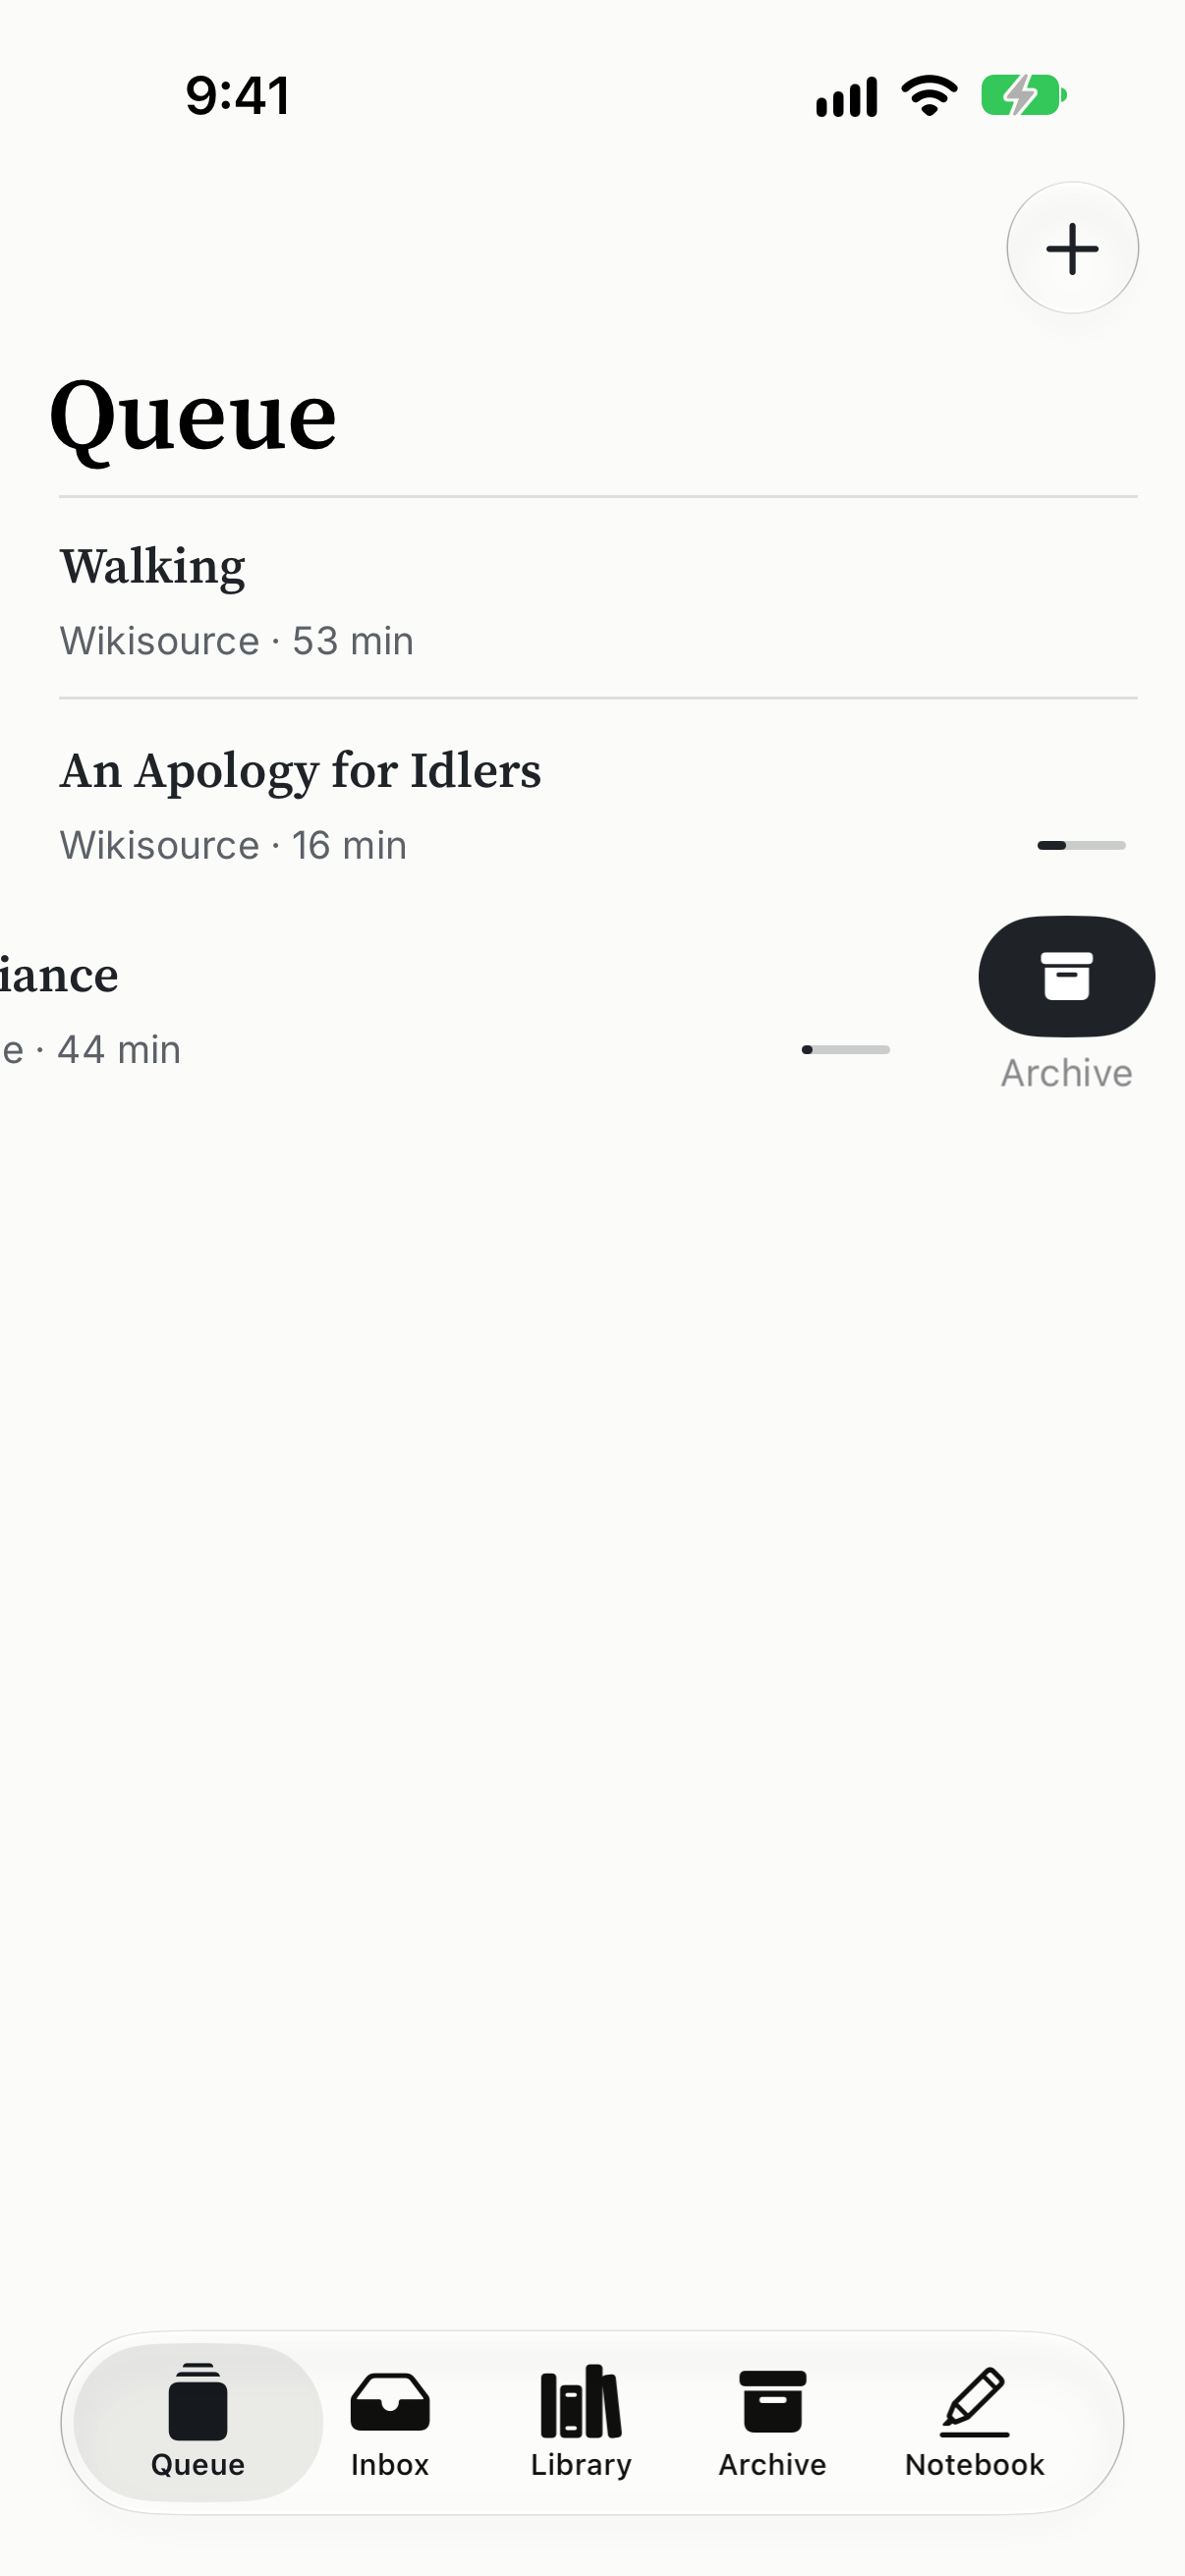 9:41
Queue
Walking
Wikisource · 53 min
An Apology for Idlers
Wikisource · 16 min
iance
e · 44 min
Archive
Queue
Inbox
Library
Archive
Notebook